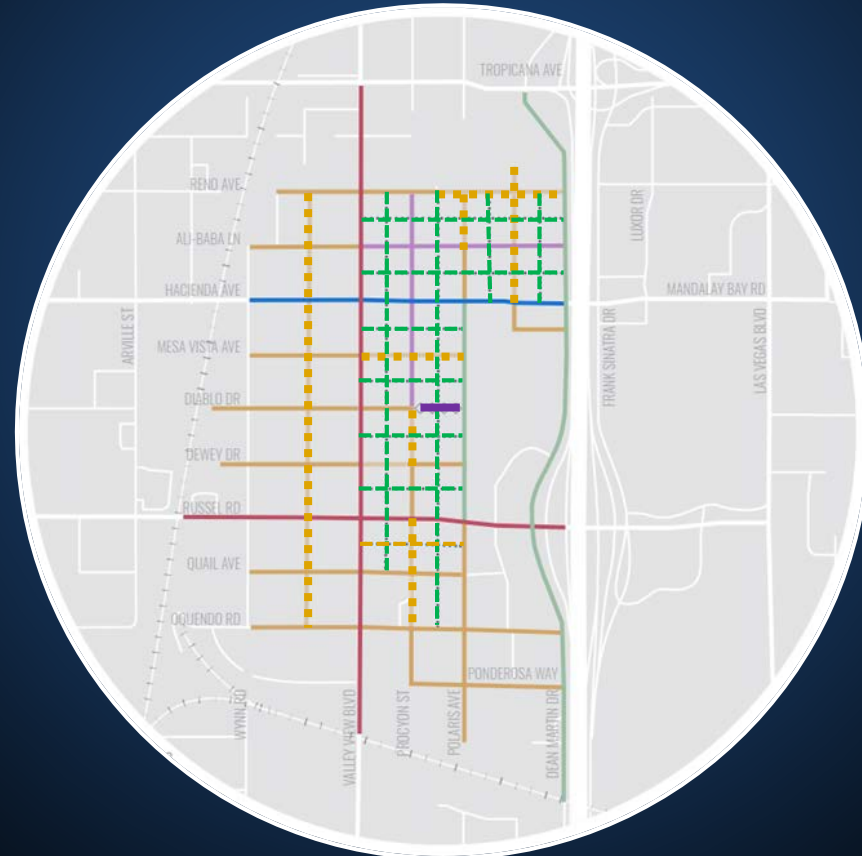 TROPICANA AVE
RENO AVE
LUXOR DR
ALI-BABA LN
HACIENDA AVE
MANDALAY BAY RD
ARVILLE ST
FRANK SINATRA DR
LAS VEGAS BLVD
MESA VISTA AVE
DIABLO DR
DEWEY DR
RUSSEL RD
QUAIL AVE
OQUENDO RD
PONDEROSA WAY
WYNN RD
VALLEY VIEW BLVD
PROCYON ST
POLARIS AVE
DEAN MARTIN DR